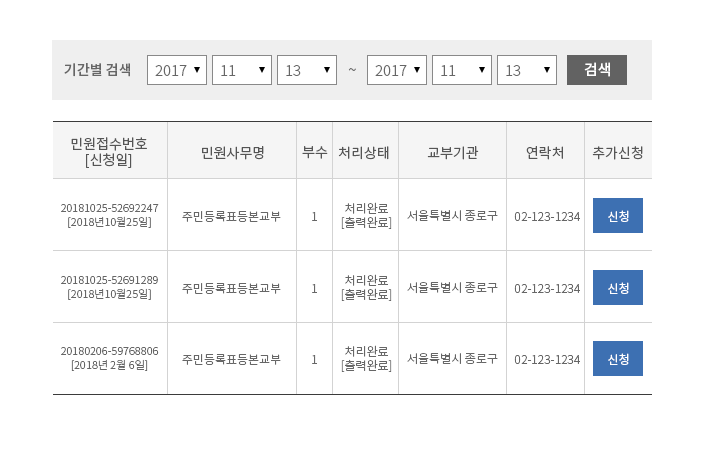 기간별 검색 2017 ▼ 11 ▼ 13 ▼ ~ 2017 ▼ 11 ▼ 13 ▼ 검색
민원접수번호
[신청일]
민원사무명
부수
처리상태
교부기관
연락처
추가신청
20181025-52692247
[2018년10월25일]
주민등록표등본교부
1
처리완료
[출력완료]
서울특별시 종로구
02-123-1234
신청
20181025-52691289
[2018년10월25일]
주민등록표등본교부
1
처리완료
[출력완료]
서울특별시 종로구
02-123-1234
신청
20180206-59768806
[2018년 2월 6일]
주민등록표등본교부
1
처리완료
[출력완료]
서울특별시 종로구
02-123-1234
신청